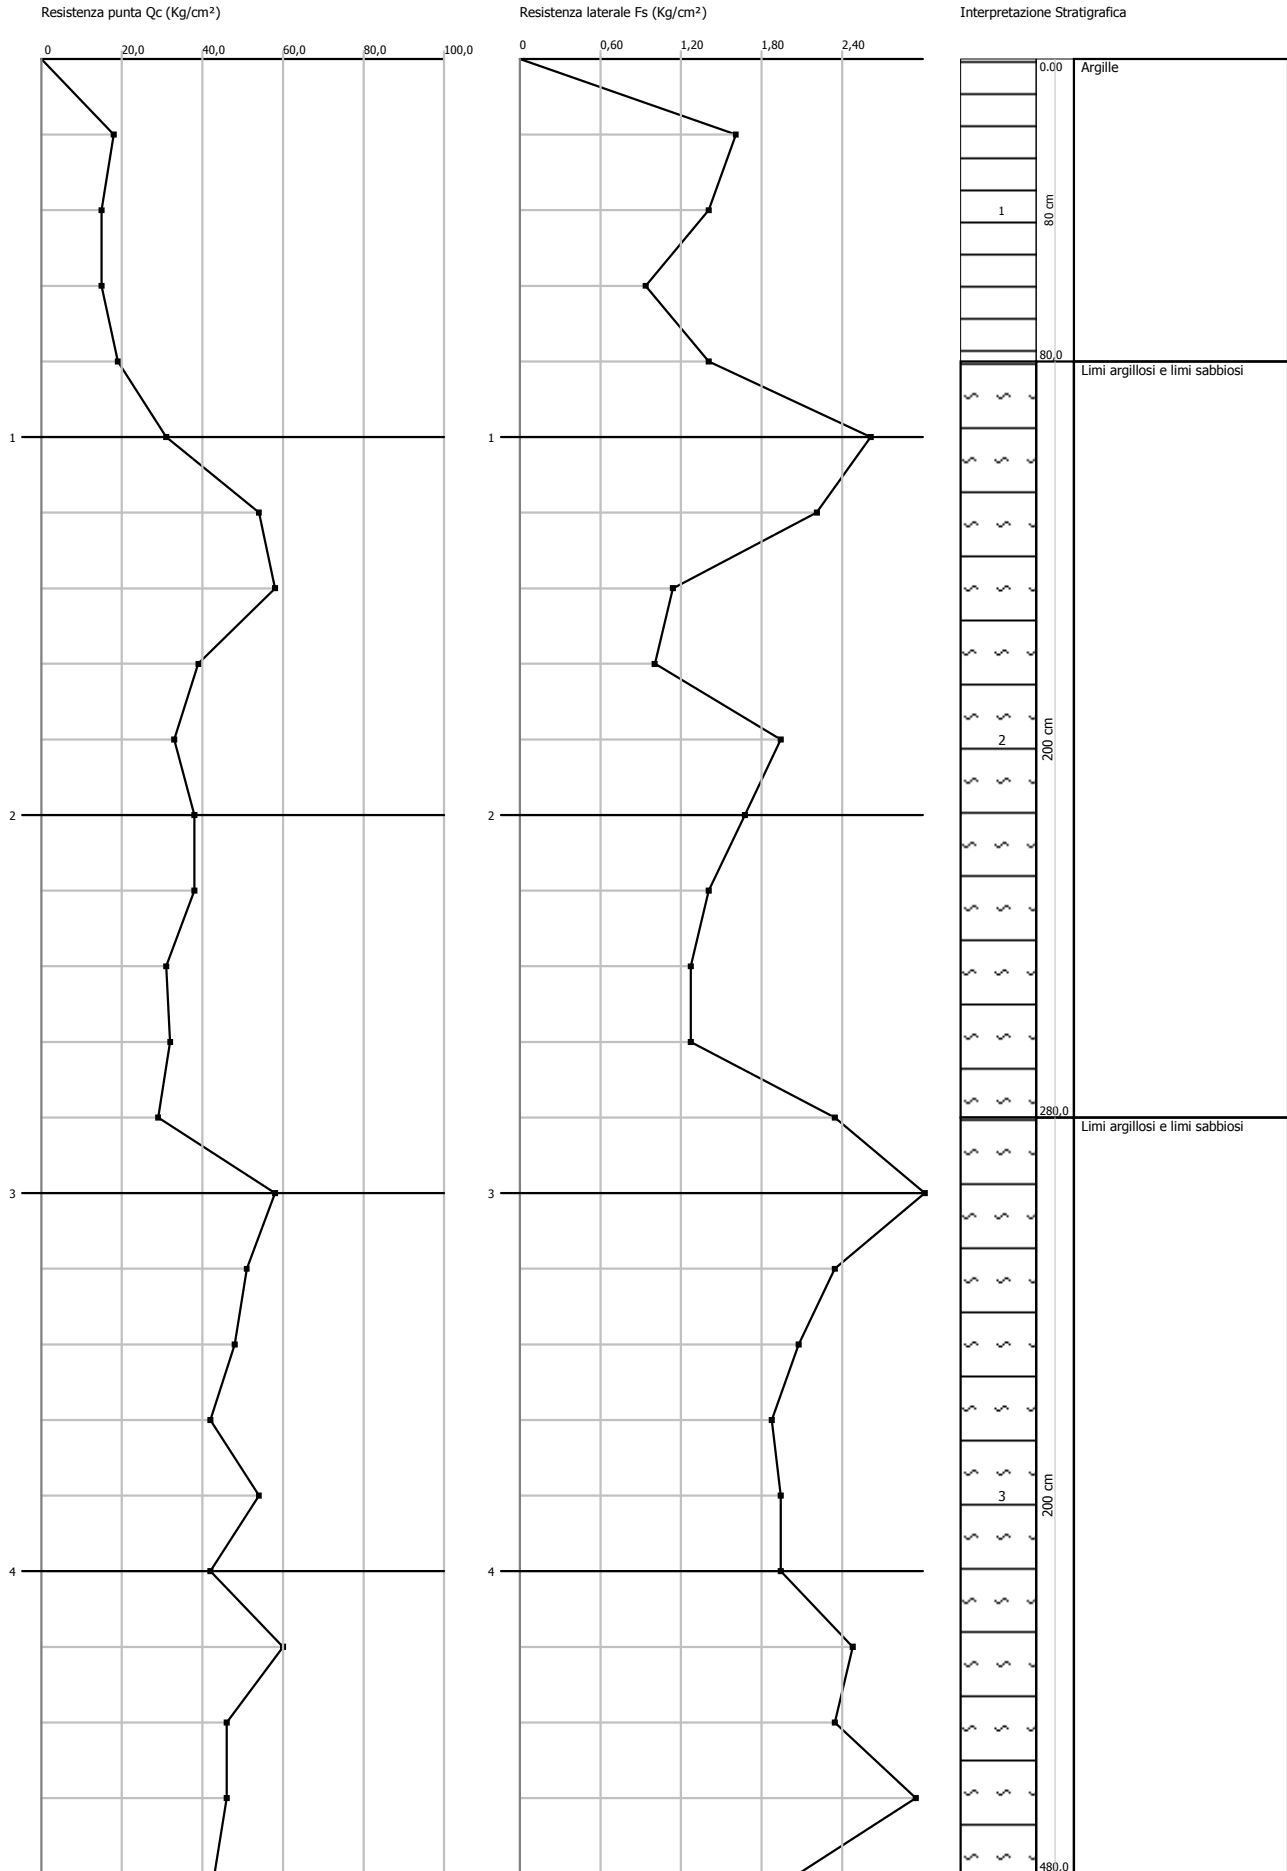 Resistenza punta Qc (Kg/cm²)
Resistenza laterale Fs (Kg/cm²)
Interpretazione Stratigrafica
0 20,0 40,0 60,0 80,0 100,0
0 0,60 1,20 1,80 2,40
0.00
Argille
1
80 cm
80,0
Limi argillosi e limi sabbiosi
1
1
2
200 cm
2
2
280,0
Limi argillosi e limi sabbiosi
3
3
3
200 cm
4
4
480,0